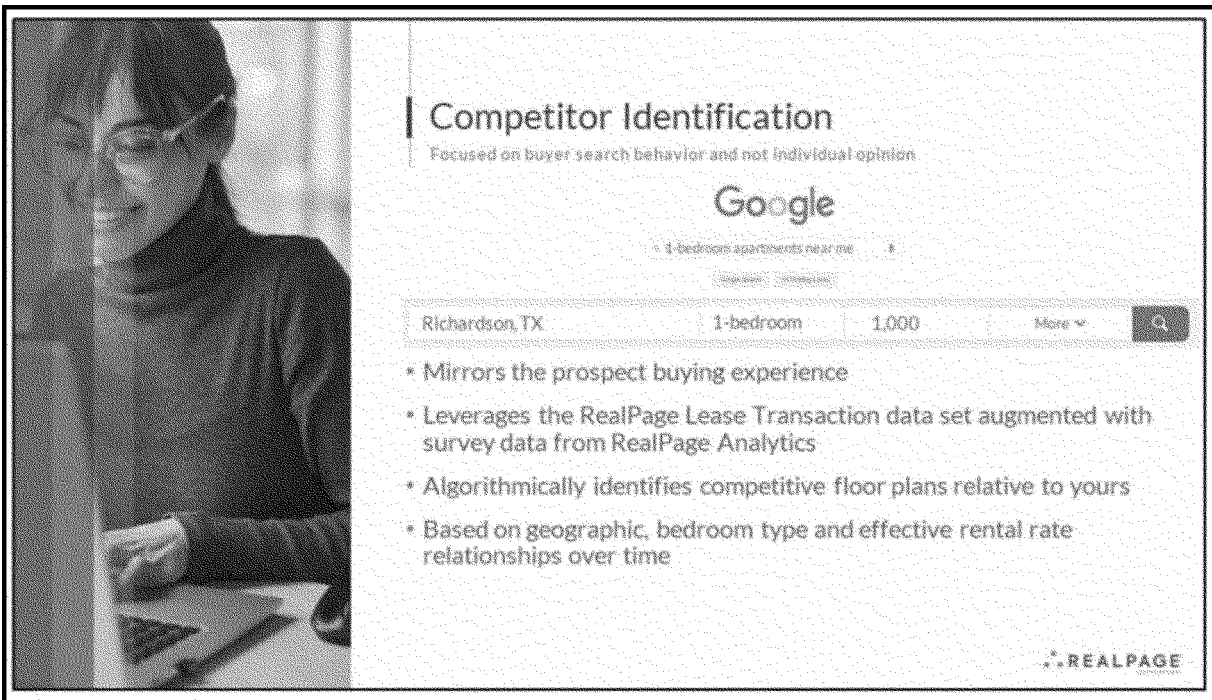 Competitor Identification
Focused on buyer search behavior and not individual opinion
Google
1-bedroom apartments near me
Richardson, TX 1-bedroom 1,000 More
• Mirrors the prospect buying experience
• Leverages the RealPage Lease Transaction data set augmented with
survey data from RealPage Analytics
• Algorithmically identifies competitive floor plans relative to yours
• Based on geographic, bedroom type and effective rental rate
relationships over time
REALPAGE